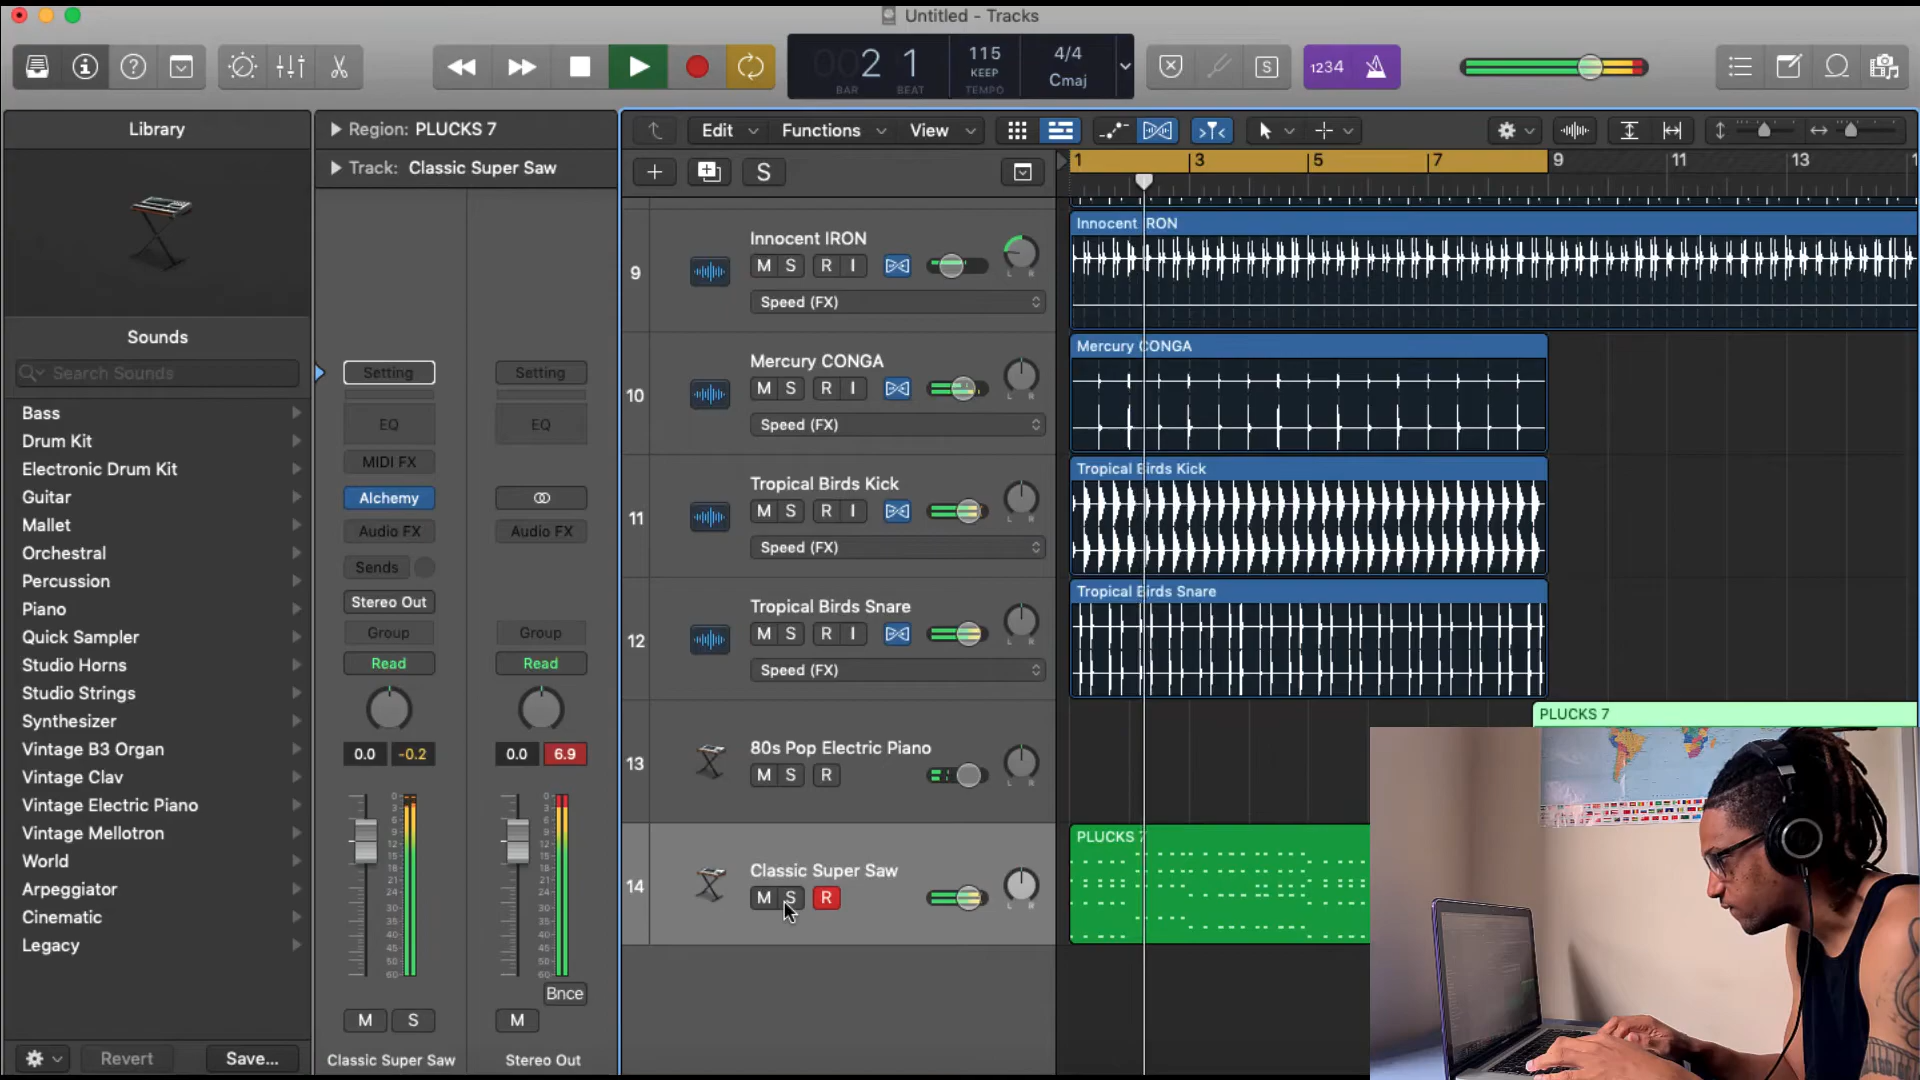 Untitled - Tracks
2 1
BAR BEAT
115
KEEP
TEMPO
4/4
Cmaj
S
1234
Library
Region: PLUCKS 7
Track: Classic Super Saw
Edit
Functions
View
S
1 3 5 7 9 11 13
Sounds
Search Sounds
Bass
Drum Kit
Electronic Drum Kit
Guitar
Mallet
Orchestral
Percussion
Piano
Quick Sampler
Studio Horns
Studio Strings
Synthesizer
Vintage B3 Organ
Vintage Clav
Vintage Electric Piano
Vintage Mellotron
World
Arpeggiator
Cinematic
Legacy
Revert
Save...
Setting
EQ
MIDI FX
Alchemy
Audio FX
Sends
Stereo Out
Group
Read
0.0 -0.2
M S
Classic Super Saw
Setting
EQ
Audio FX
Group
Read
0.0 6.9
Bnce
M
Stereo Out
9
Innocent IRON
M S R I
Speed (FX)
10
Mercury CONGA
M S R I
Speed (FX)
11
Tropical Birds Kick
M S R I
Speed (FX)
12
Tropical Birds Snare
M S R I
Speed (FX)
13
80s Pop Electric Piano
M S R
14
Classic Super Saw
M S R
Innocent IRON
Mercury CONGA
Tropical Birds Kick
Tropical Birds Snare
PLUCKS 7
PLUCKS 7